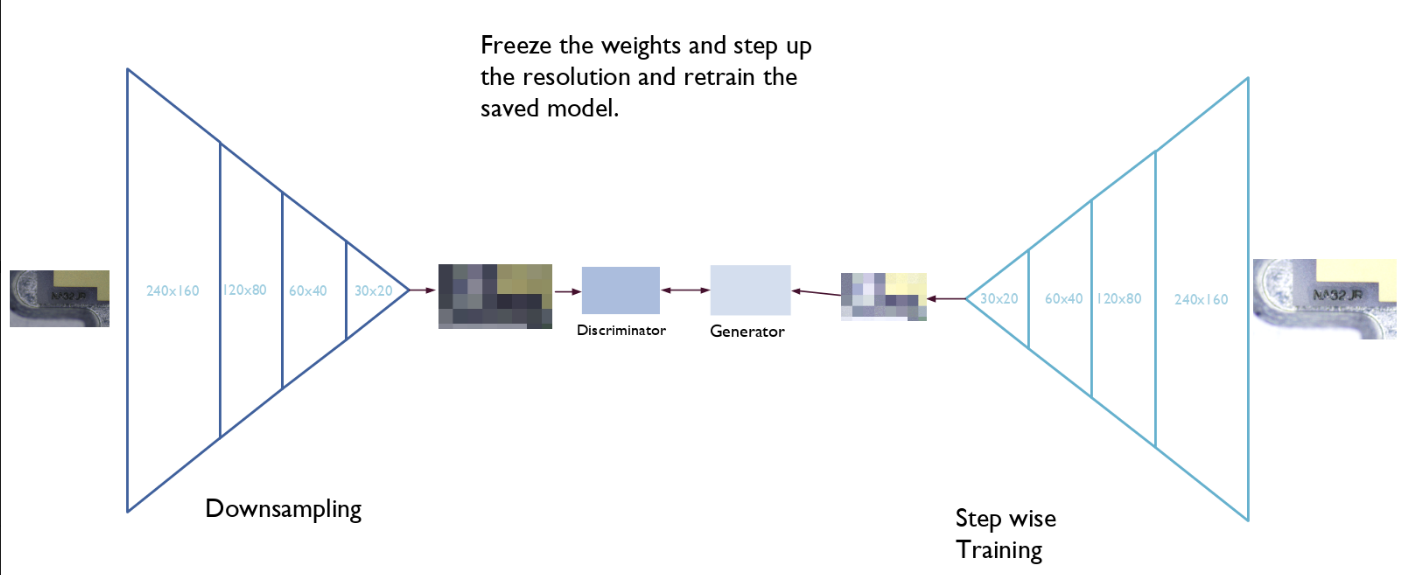 Freeze the weights and step up
the resolution and retrain the
saved model.
240x160
120x80
60x40
30x20
Discriminator
Generator
30x20
60x40
120x80
240x160
Downsampling
Step wise
Training